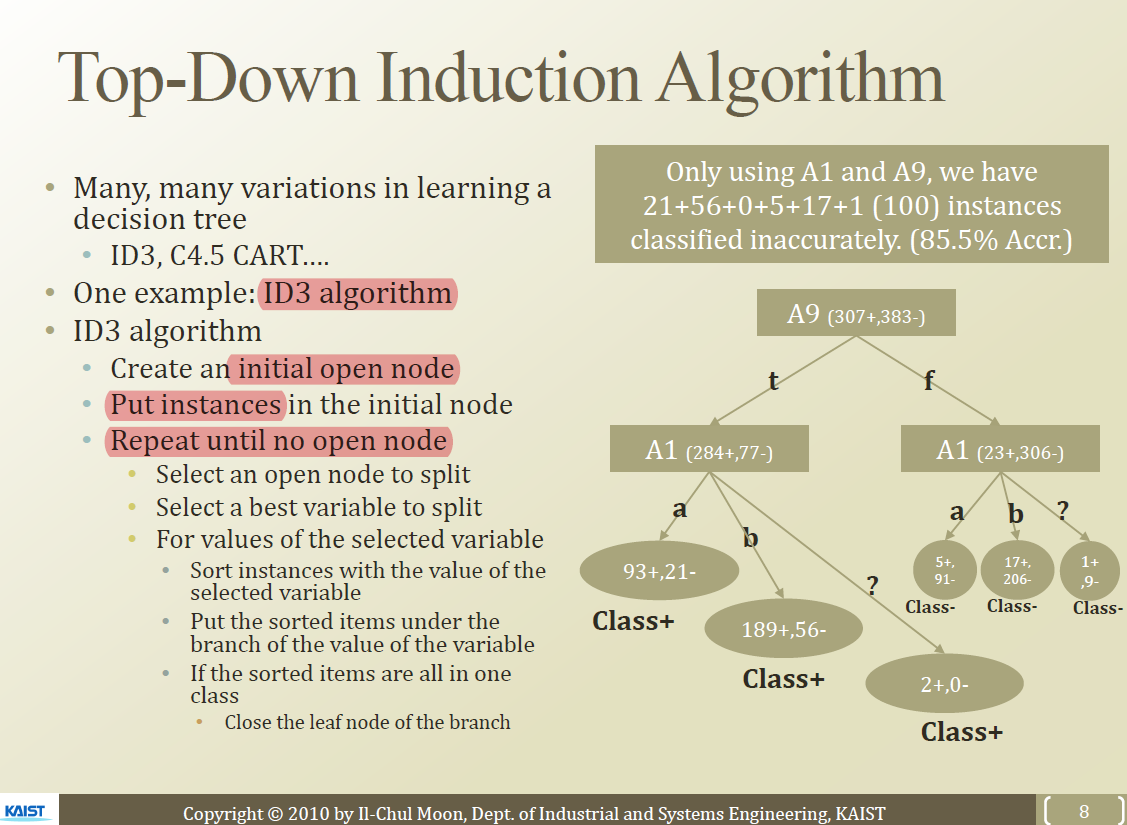 Top-Down Induction Algorithm
• Many, many variations in learning a
decision tree
• ID3, C4.5 CART....
• One example: ID3 algorithm
• ID3 algorithm
• Create an initial open node
• Put instances in the initial node
• Repeat until no open node
• Select an open node to split
• Select a best variable to split
• For values of the selected variable
• Sort instances with the value of the
selected variable
• Put the sorted items under the
branch of the value of the variable
• If the sorted items are all in one
class
• Close the leaf node of the branch
Only using A1 and A9, we have
21+56+0+5+17+1 (100) instances
classified inaccurately. (85.5% Accr.)
A9 (307+,383-)
t
f
A1 (284+,77-)
A1 (23+,306-)
a
b
?
a
b
?
93+,21-
Class+
189+,56-
Class+
2+,0-
Class+
5+,
91-
Class-
17+,
206-
Class-
1+
,9-
Class-
KAIST
Copyright © 2010 by Il-Chul Moon, Dept. of Industrial and Systems Engineering, KAIST
8